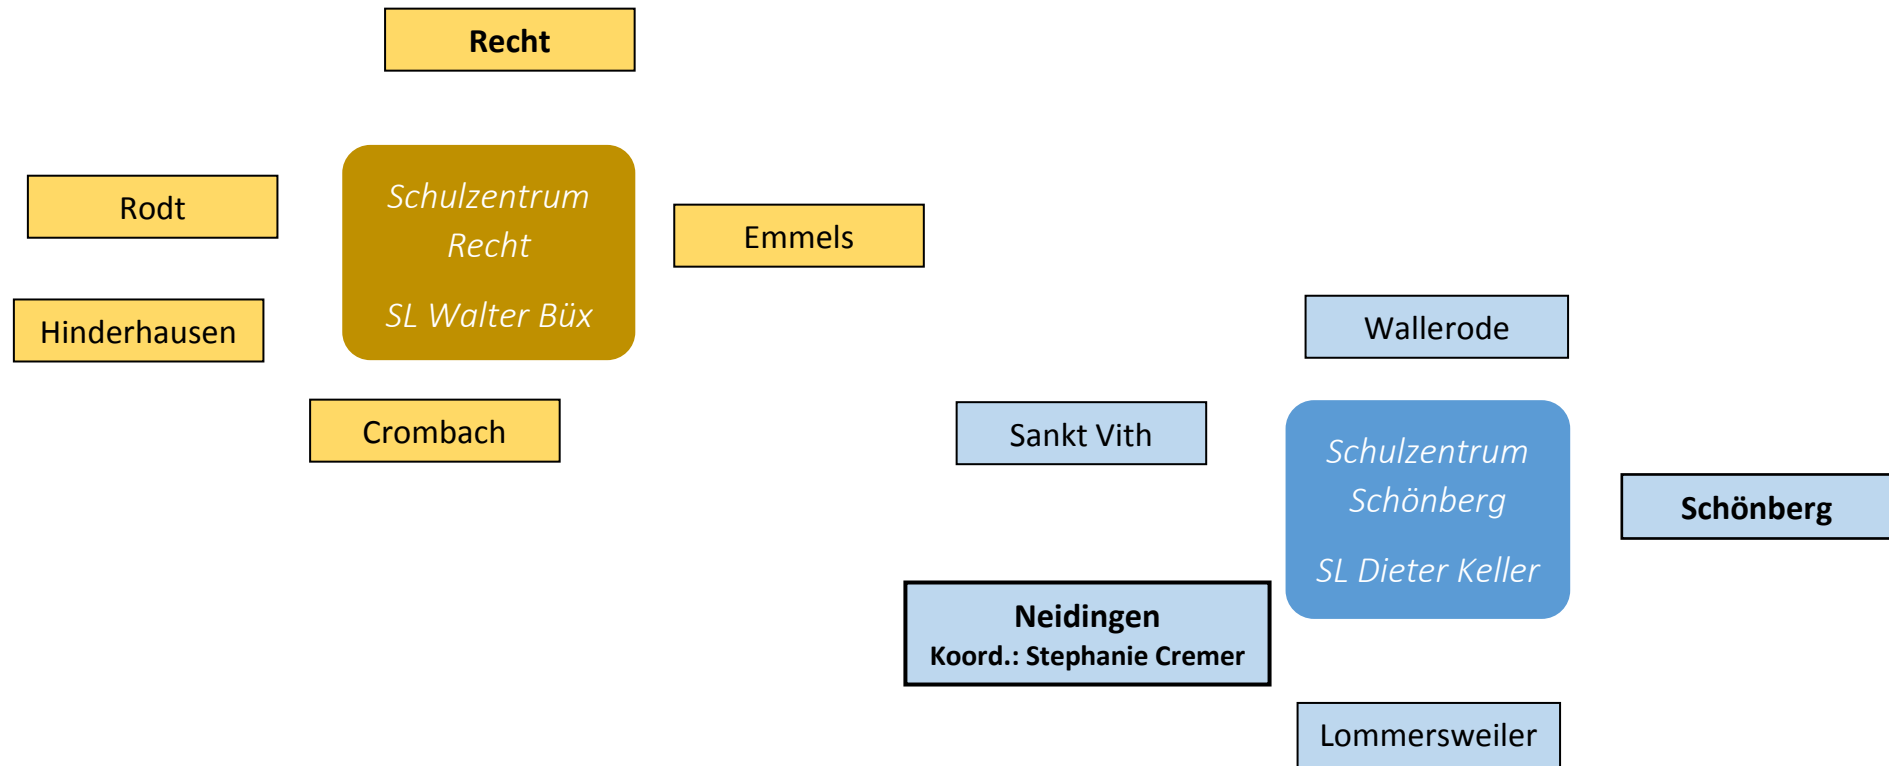 Recht
Rodt
Schulzentrum
Recht
SL Walter Büx
Emmels
Hinderhausen
Crombach
Wallerode
Sankt Vith
Schulzentrum
Schönberg
SL Dieter Keller
Schönberg
Neidingen
Koord.: Stephanie Cremer
Lommersweiler